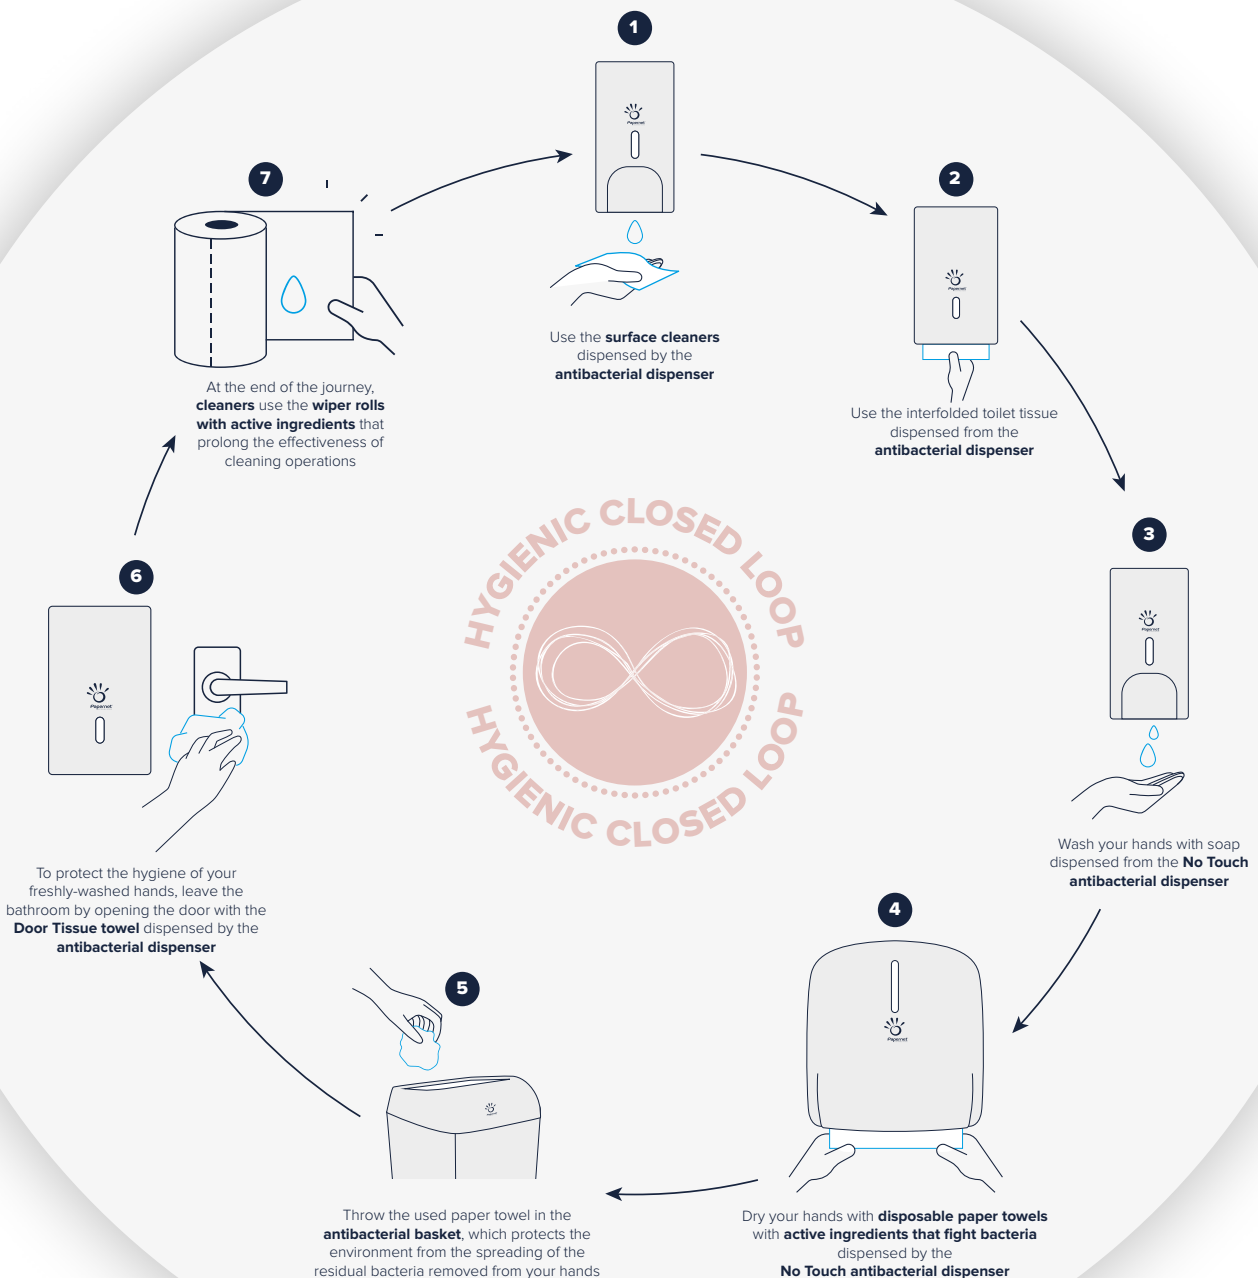 1
Papernet
Use the surface cleaners
dispensed by the
antibacterial dispenser
2
Papernet
Use the interfolded toilet tissue
dispensed from the
antibacterial dispenser
3
Papernet
Wash your hands with soap
dispensed from the No Touch
antibacterial dispenser
4
Papernet
Dry your hands with disposable paper towels
with active ingredients that fight bacteria
dispensed by the
No Touch antibacterial dispenser
5
Throw the used paper towel in the
antibacterial basket, which protects the
environment from the spreading of the
residual bacteria removed from your hands
6
Papernet
To protect the hygiene of your
freshly-washed hands, leave the
bathroom by opening the door with the
Door Tissue towel dispensed by the
antibacterial dispenser
7
At the end of the journey,
cleaners use the wiper rolls
with active ingredients that
prolong the effectiveness of
cleaning operations
HYGIENIC CLOSED LOOP
HYGIENIC CLOSED LOOP